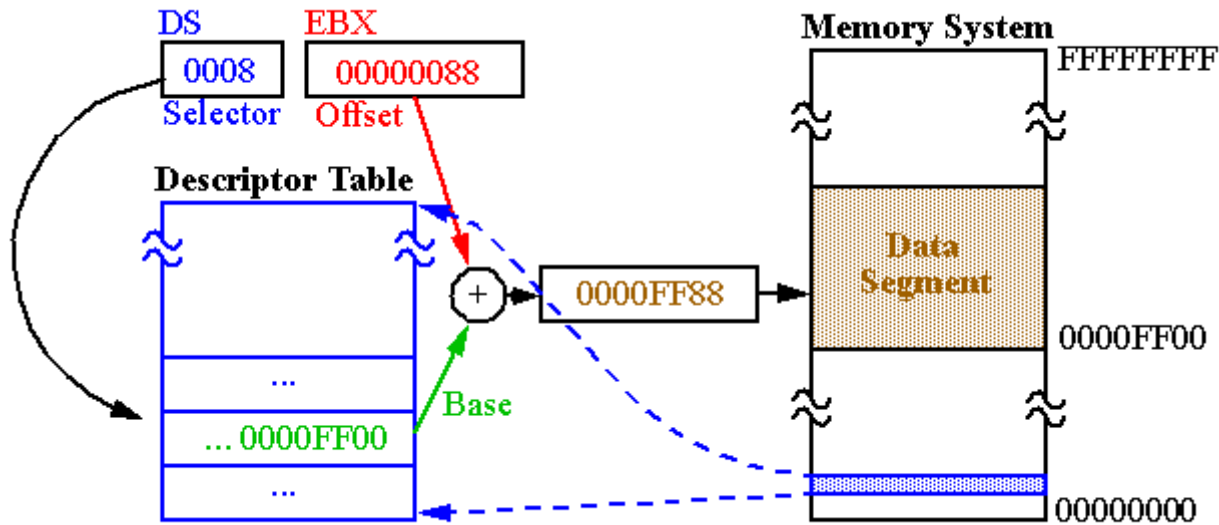 DS
EBX
Memory System
0008
00000088
FFFFFFFF
Selector
Offset
Descriptor Table
Data
Segment
+
0000FF88
0000FF00
...
Base
... 0000FF00
...
00000000